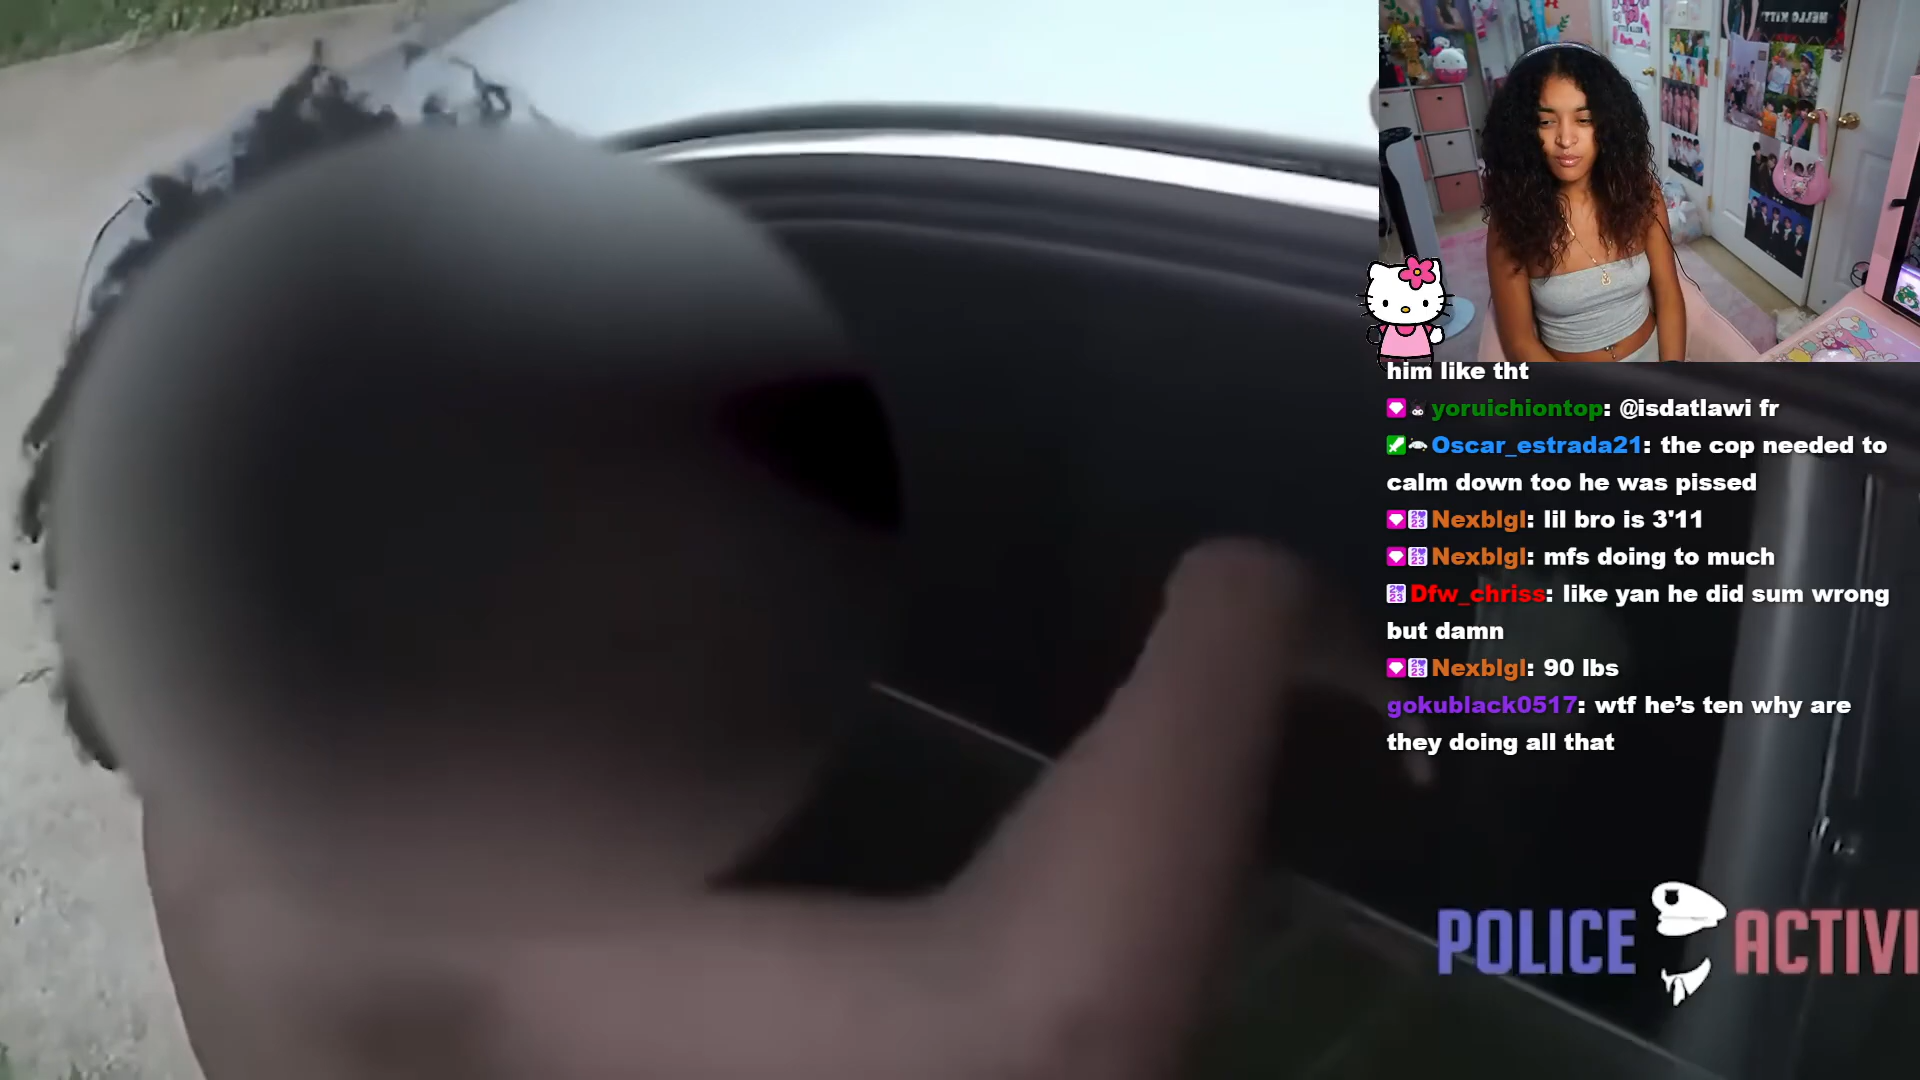 HELLO KITTY
him like tht
yoruichiontop: @isdatlawi fr
Oscar_estrada21: the cop needed to
calm down too he was pissed
Nexblgl: lil bro is 3'11
Nexblgl: mfs doing to much
Dfw_chriss: like yan he did sum wrong
but damn
Nexblgl: 90 lbs
gokublack0517: wtf he’s ten why are
they doing all that
POLICE ACTIVI